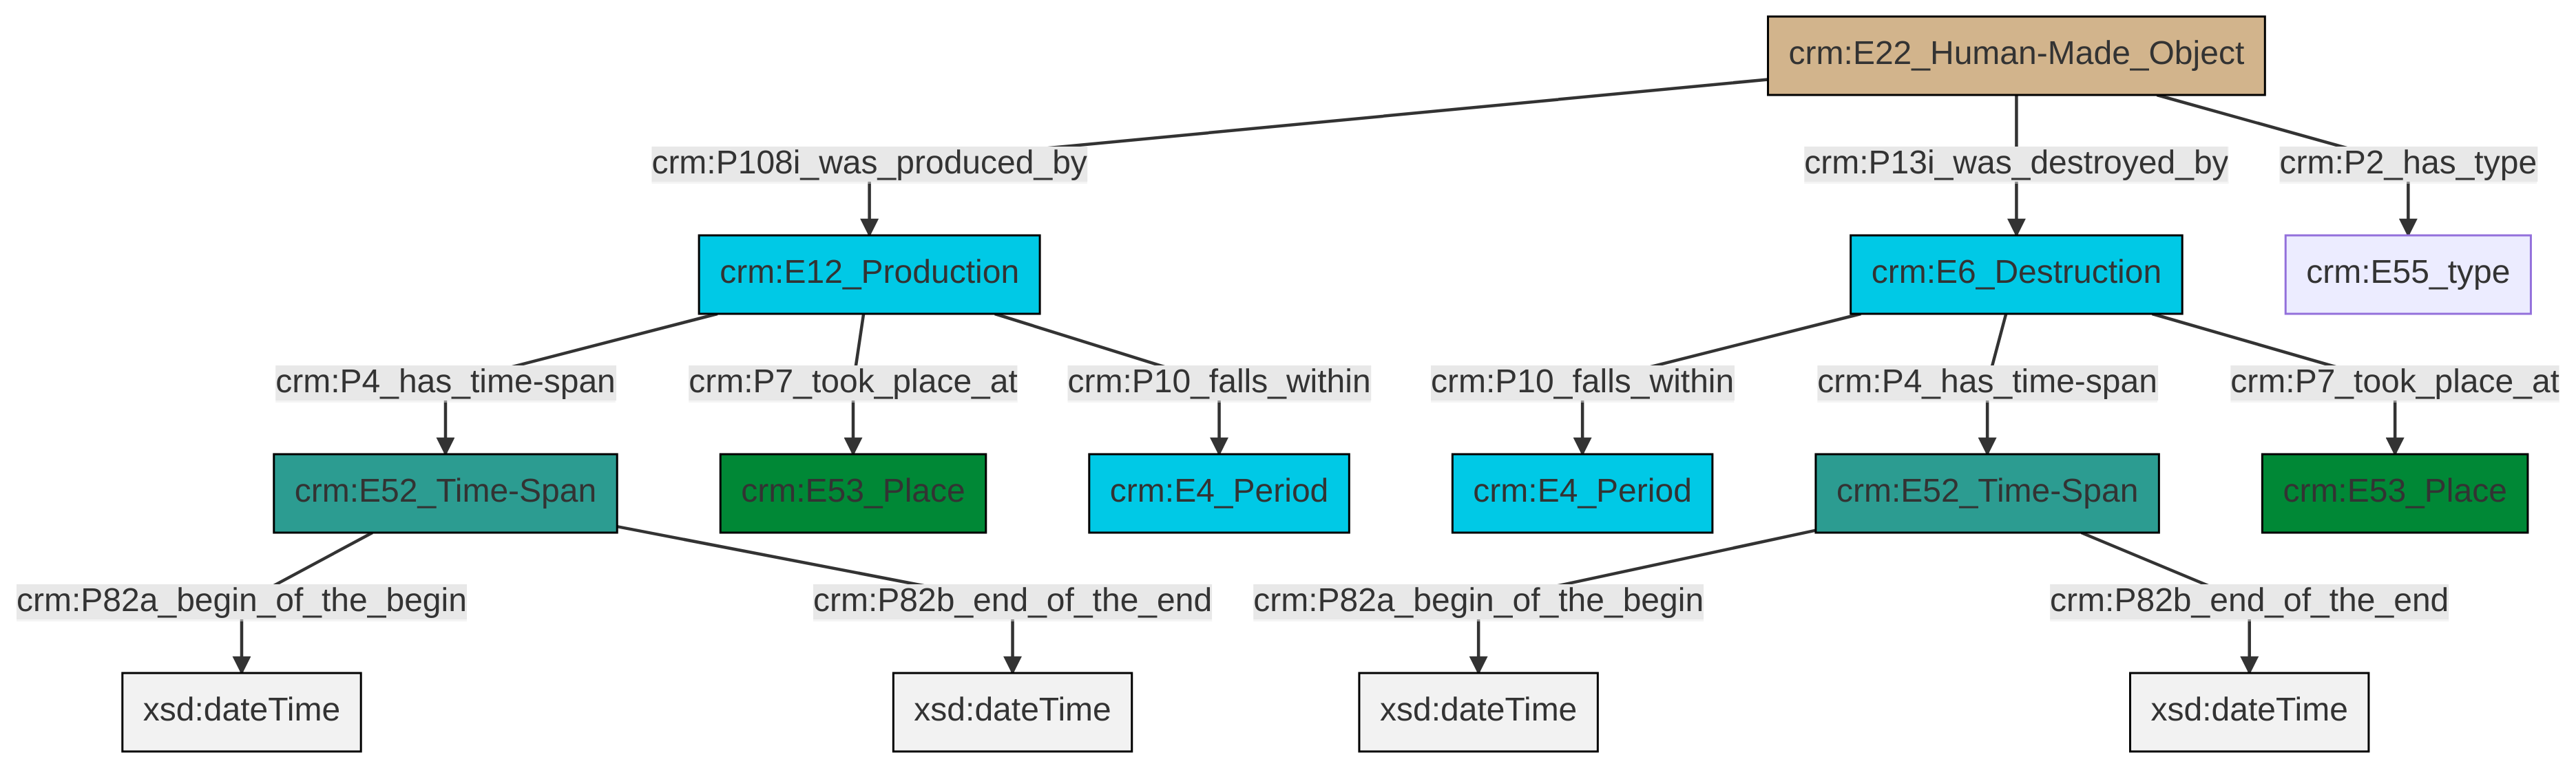 crm:E22_Human-Made_Object
crm:P108i_was_produced_by
crm:P13i_was_destroyed_by
crm:P2_has_type
crm:E12_Production
crm:E6_Destruction
crm:E55_type
crm:P4_has_time-span
crm:P7_took_place_at
crm:P10_falls_within
crm:P10_falls_within
crm:P4_has_time-span
crm:P7_took_place_at
crm:E52_Time-Span
crm:E53_Place
crm:E4_Period
crm:E4_Period
crm:E52_Time-Span
crm:E53_Place
crm:P82a_begin_of_the_begin
crm:P82b_end_of_the_end
crm:P82a_begin_of_the_begin
crm:P82b_end_of_the_end
xsd:dateTime
xsd:dateTime
xsd:dateTime
xsd:dateTime